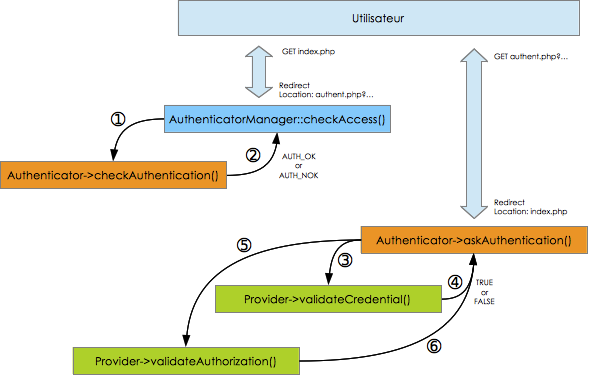 Utilisateur
GET index.php
GET authent.php?...
Redirect
Location: authent.php?...
①
AuthenticatorManager::checkAccess()
②
AUTH_OK
or
AUTH_NOK
Authenticator->checkAuthentication()
Redirect
Location: index.php
⑤
Authenticator->askAuthentication()
③
④
TRUE
or
FALSE
Provider->validateCredential()
⑥
Provider->validateAuthorization()